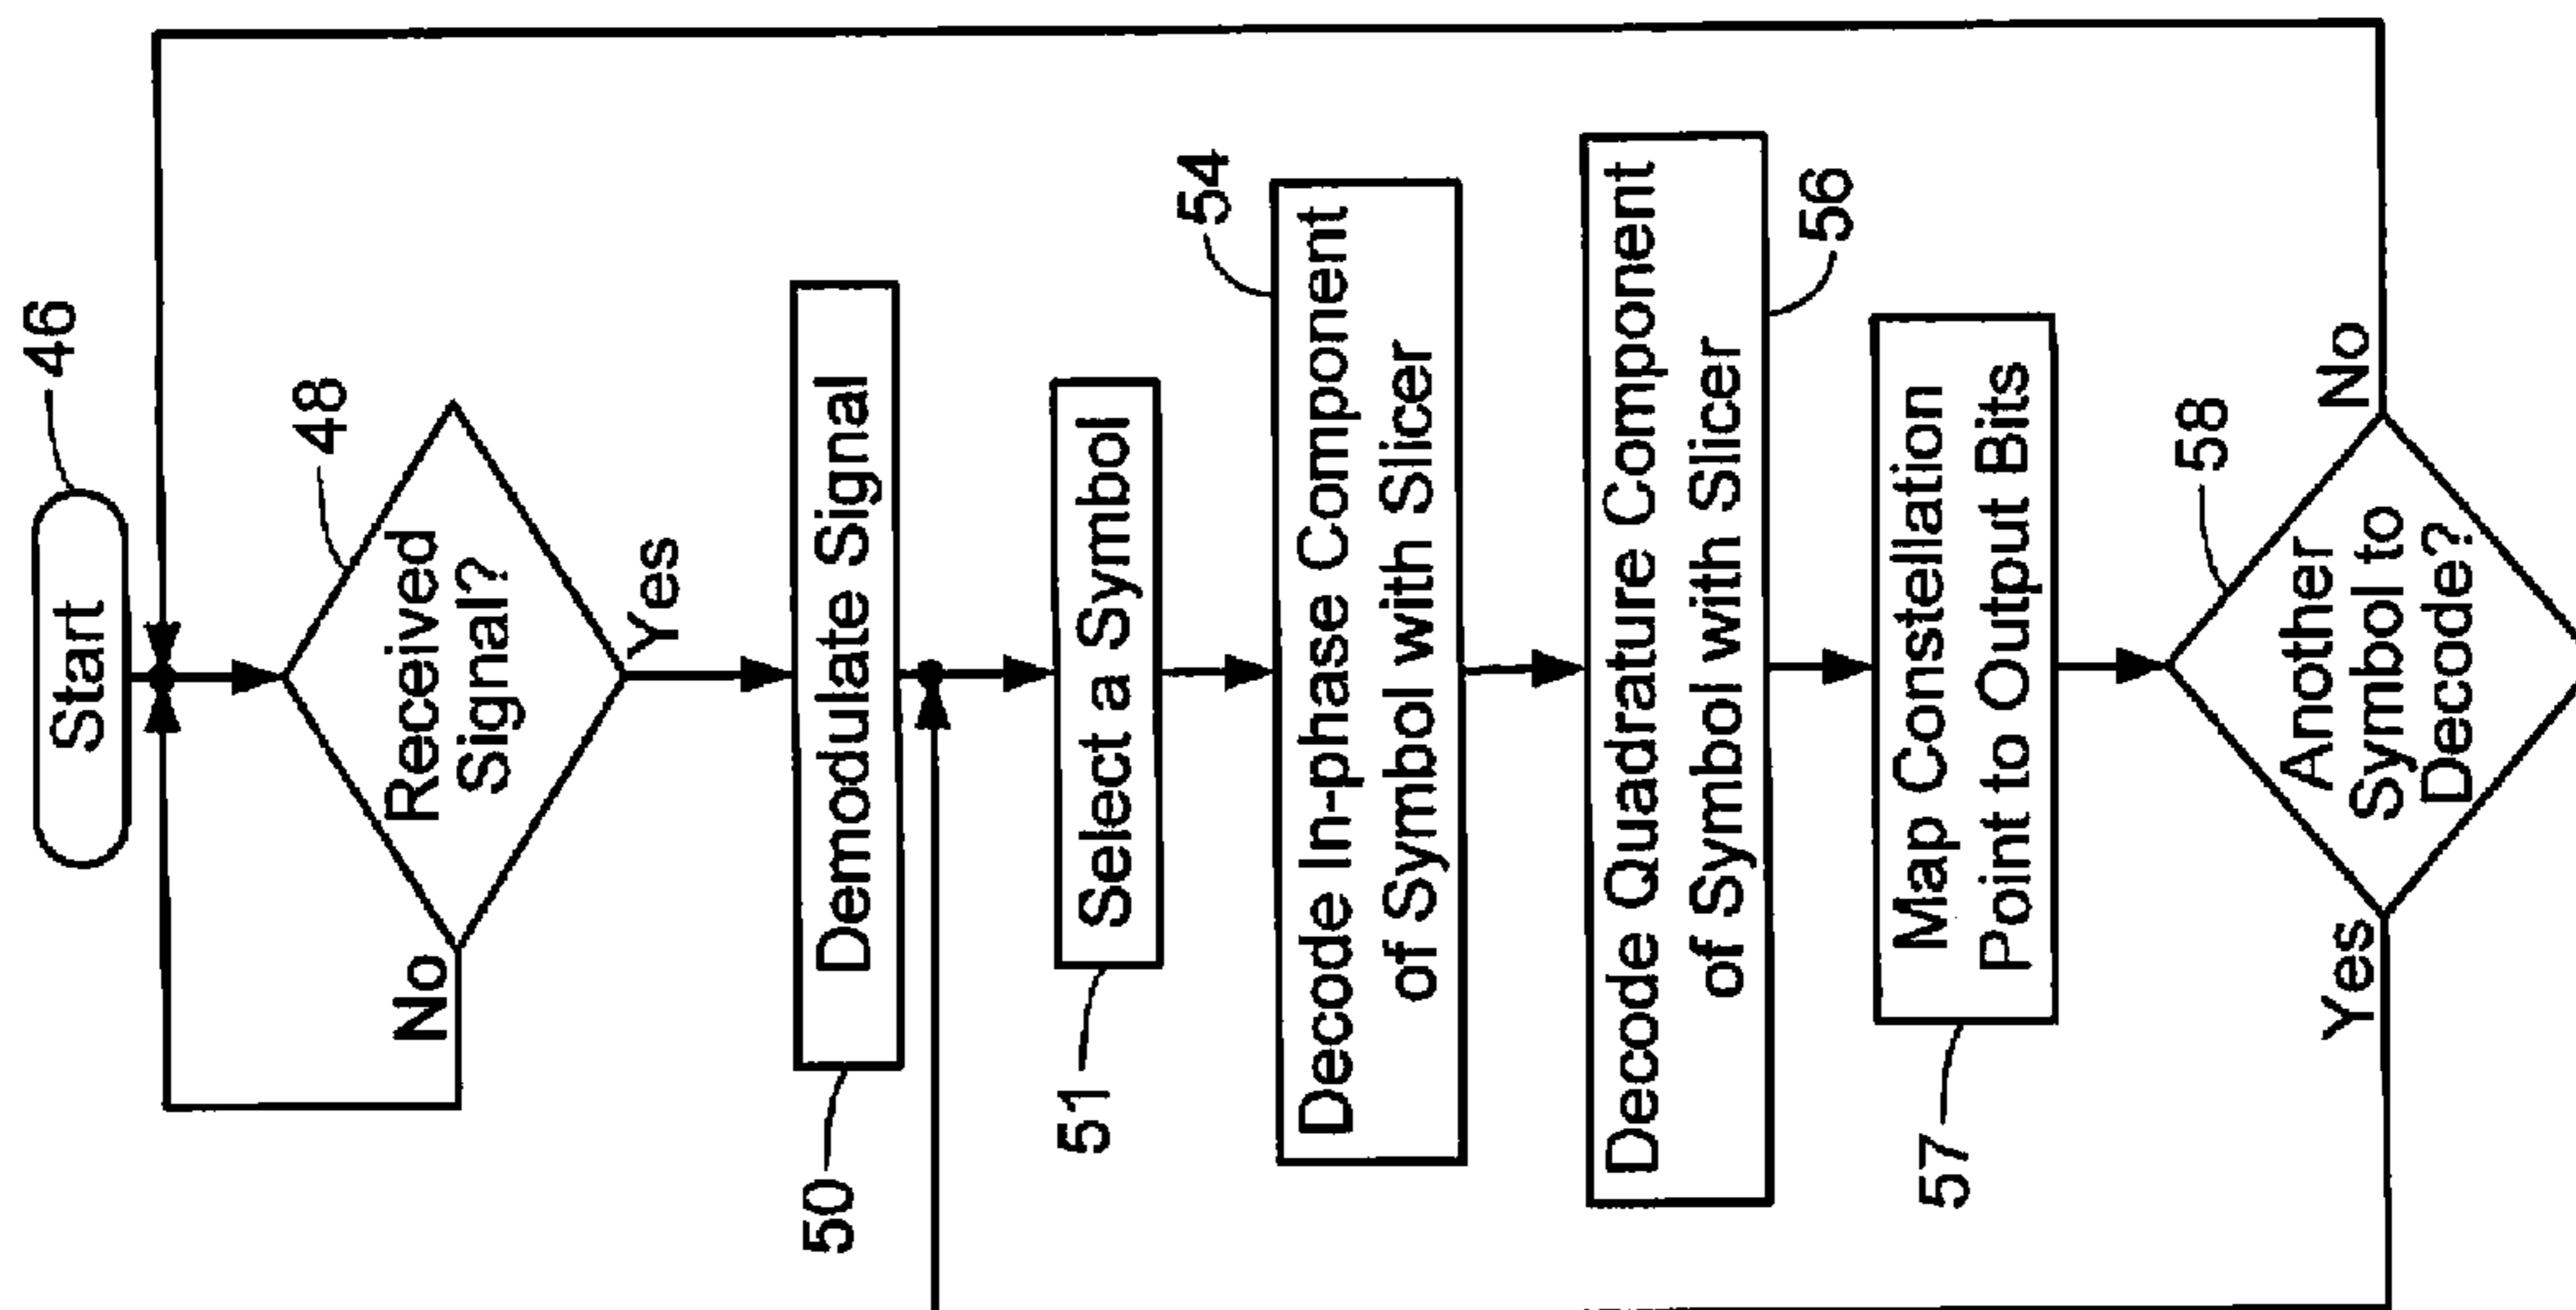 Start
46
Received
Signal?
48
No
Yes
Demodulate Signal
50
Select a Symbol
51
Decode In-phase Component
of Symbol with Slicer
54
Decode Quadrature Component
of Symbol with Slicer
56
Map Constellation
Point to Output Bits
57
Another
Symbol to
Decode?
58
Yes
No